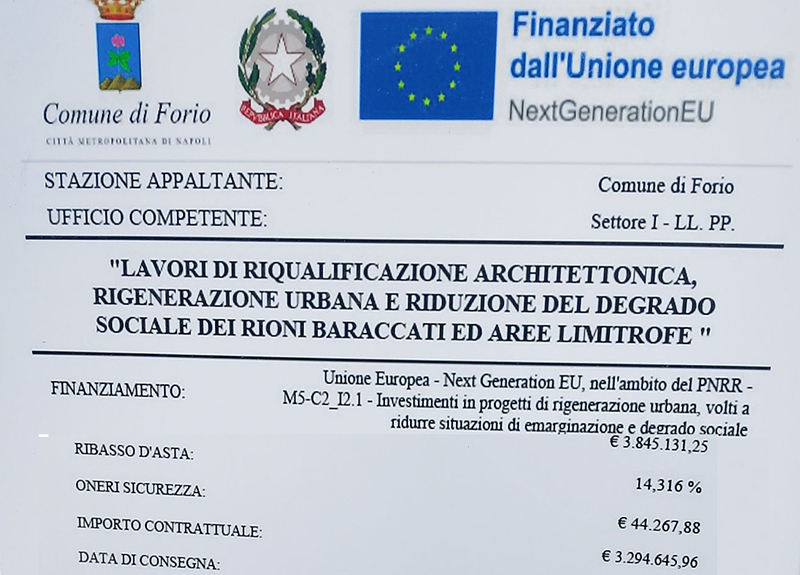 Comune di Forio
CITTÀ METROPOLITANA DI NAPOLI
REPVBBLICA ITALIANA
Finanziato
dall'Unione europea
NextGenerationEU
STAZIONE APPALTANTE: Comune di Forio
UFFICIO COMPETENTE: Settore I - LL. PP.
"LAVORI DI RIQUALIFICAZIONE ARCHITETTONICA,
RIGENERAZIONE URBANA E RIDUZIONE DEL DEGRADO
SOCIALE DEI RIONI BARACCATI ED AREE LIMITROFE "
FINANZIAMENTO: Unione Europea - Next Generation EU, nell'ambito del PNRR -
M5-C2_I2.1 - Investimenti in progetti di rigenerazione urbana, volti a
ridurre situazioni di emarginazione e degrado sociale
€ 3.845.131,25
RIBASSO D'ASTA:
ONERI SICUREZZA: 14,316 %
IMPORTO CONTRATTUALE: € 44.267,88
DATA DI CONSEGNA: € 3.294.645,96